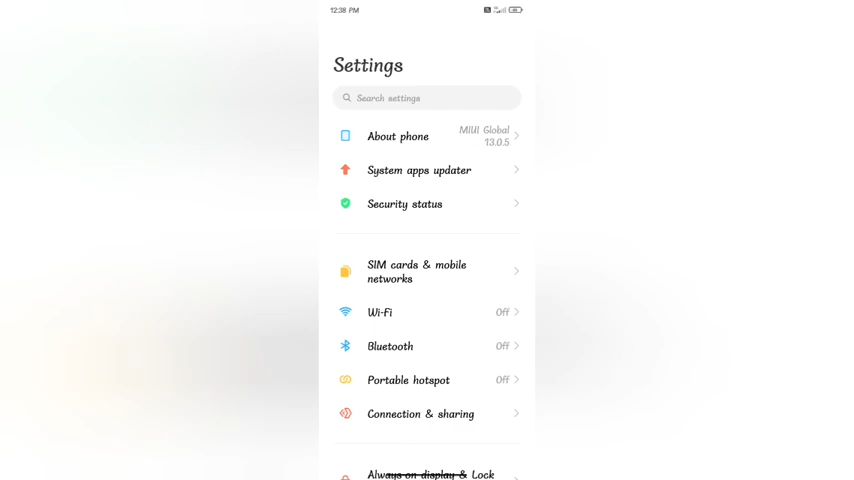 12:38 PM
Settings
Search settings
About phone
MIUI Global
13.0.5
System apps updater
Security status
SIM cards & mobile
networks
Wi-Fi
Off
Bluetooth
Off
Portable hotspot
Off
Connection & sharing
Always-on display & Lock